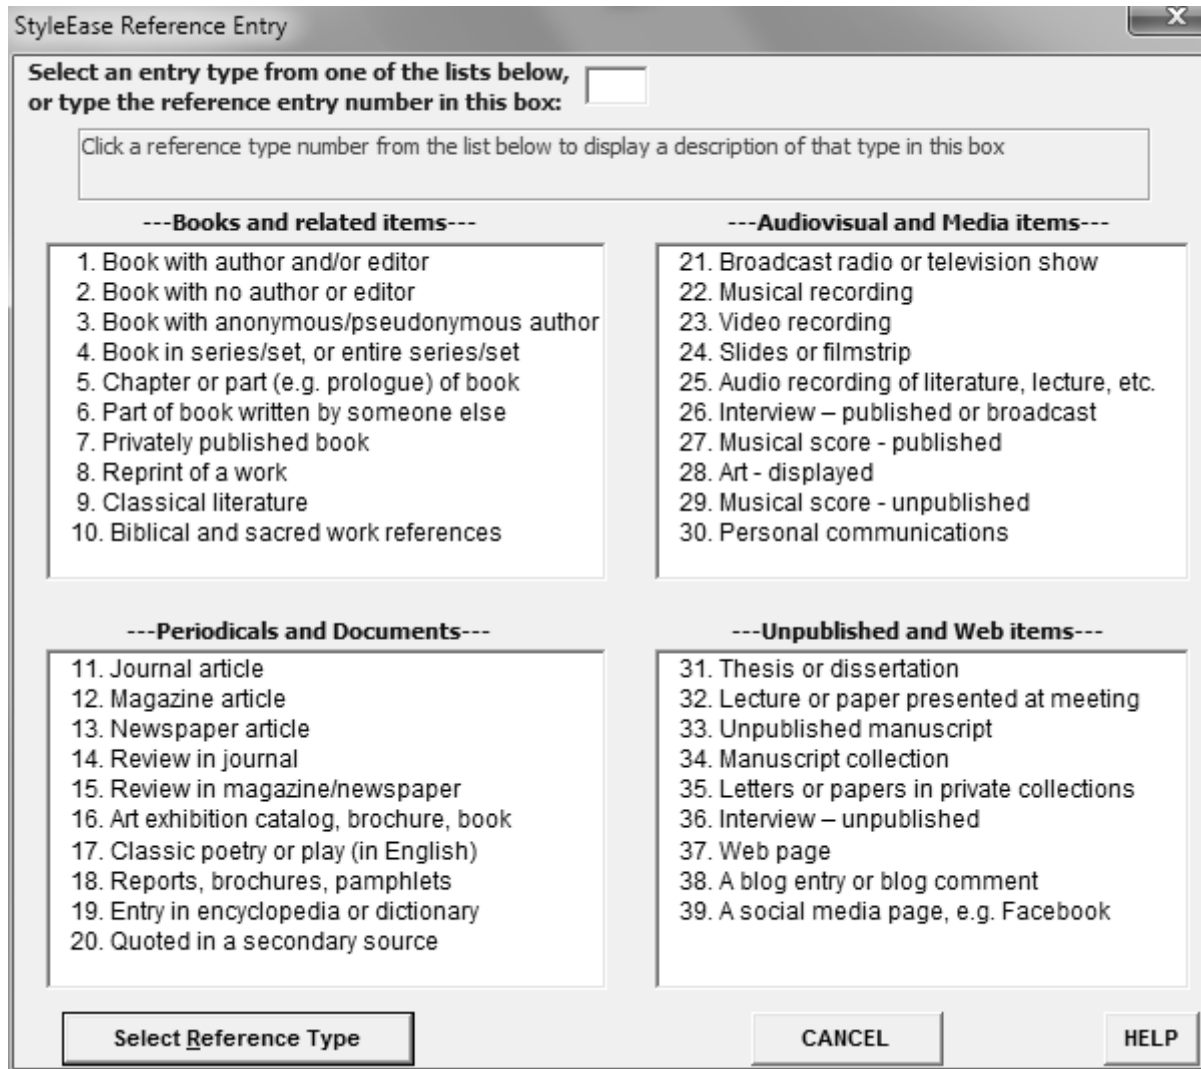 StyleEase Reference Entry
X
Select an entry type from one of the lists below,
or type the reference entry number in this box:
Click a reference type number from the list below to display a description of that type in this box
---Books and related items---
1. Book with author and/or editor
2. Book with no author or editor
3. Book with anonymous/pseudonymous author
4. Book in series/set, or entire series/set
5. Chapter or part (e.g. prologue) of book
6. Part of book written by someone else
7. Privately published book
8. Reprint of a work
9. Classical literature
10. Biblical and sacred work references
---Audiovisual and Media items---
21. Broadcast radio or television show
22. Musical recording
23. Video recording
24. Slides or filmstrip
25. Audio recording of literature, lecture, etc.
26. Interview – published or broadcast
27. Musical score - published
28. Art - displayed
29. Musical score - unpublished
30. Personal communications
---Periodicals and Documents---
11. Journal article
12. Magazine article
13. Newspaper article
14. Review in journal
15. Review in magazine/newspaper
16. Art exhibition catalog, brochure, book
17. Classic poetry or play (in English)
18. Reports, brochures, pamphlets
19. Entry in encyclopedia or dictionary
20. Quoted in a secondary source
---Unpublished and Web items---
31. Thesis or dissertation
32. Lecture or paper presented at meeting
33. Unpublished manuscript
34. Manuscript collection
35. Letters or papers in private collections
36. Interview – unpublished
37. Web page
38. A blog entry or blog comment
39. A social media page, e.g. Facebook
Select Reference Type
CANCEL
HELP